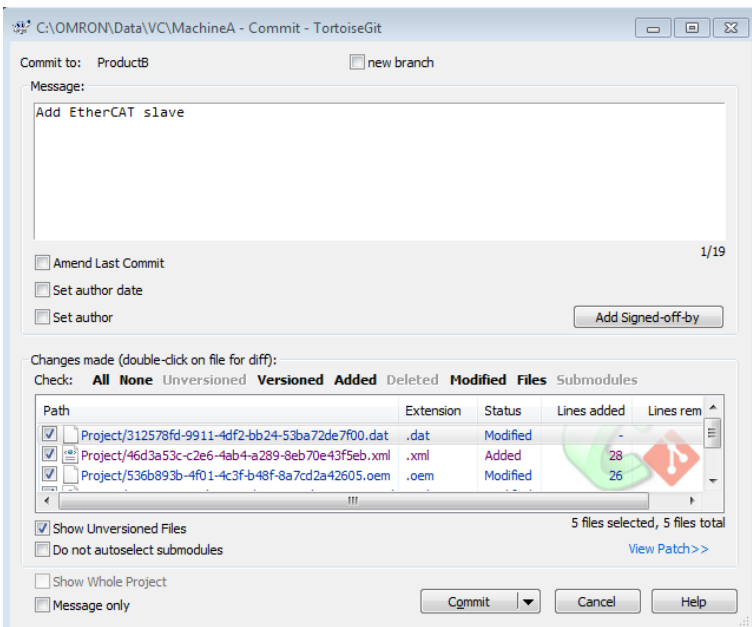 C:\OMRON\Data\VC\MachineA - Commit - TortoiseGit
Commit to: ProductB new branch
Message:
Add EtherCAT slave
1/19
Amend Last Commit
Set author date
Set author Add Signed-off-by
Changes made (double-click on file for diff):
Check: All None Unversioned Versioned Added Deleted Modified Files Submodules
Path Extension Status Lines added Lines rem
Project/312578fd-9911-4df2-bb24-53ba72de7f00.dat .dat Modified -
Project/46d3a53c-c2e6-4ab4-a289-8eb70e43f5eb.xml .xml Added 28
Project/536b893b-4f01-4c3f-b48f-8a7cd2a42605.oem .oem Modified 26
Show Unversioned Files 5 files selected, 5 files total
Do not autoselect submodules View Patch>>
Show Whole Project
Message only Commit Cancel Help